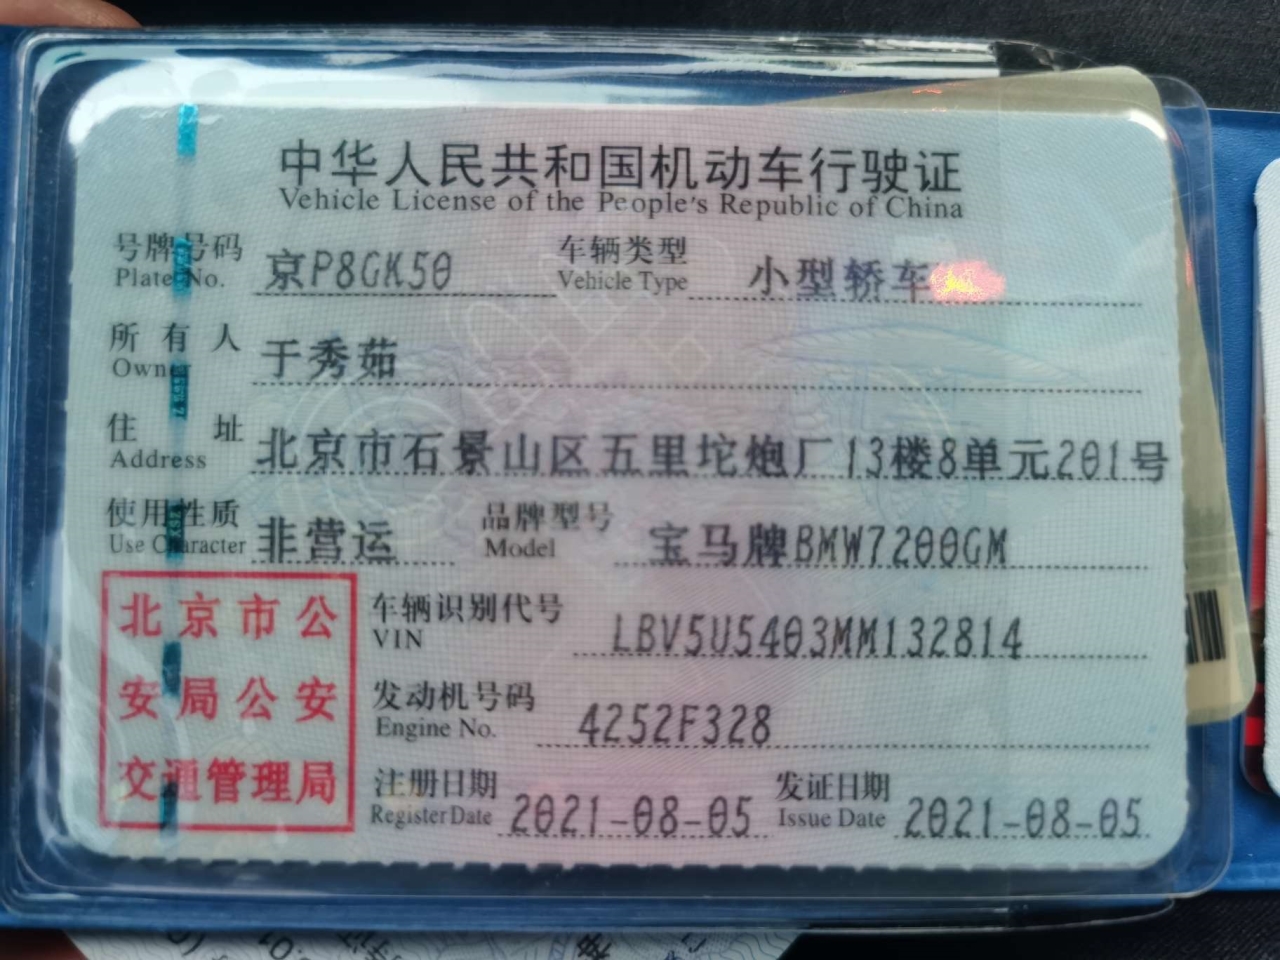 中华人民共和国机动车行驶证
Vehicle License of the People's Republic of China
号牌号码 京P8GK50 车辆类型 小型轿车
Plate No. Vehicle Type
所有人 于秀茹
Owner
住址 北京市石景山区五里坨炮厂13楼8单元201号
Address
使用性质 非营运 品牌型号 宝马牌BMW7200GM
Use Character Model
北京市公
安局公安
交通管理局
车辆识别代号 LBV5U5403MM132814
VIN
发动机号码 4252F328
Engine No.
注册日期 2021-08-05 发证日期 2021-08-05
Register Date Issue Date